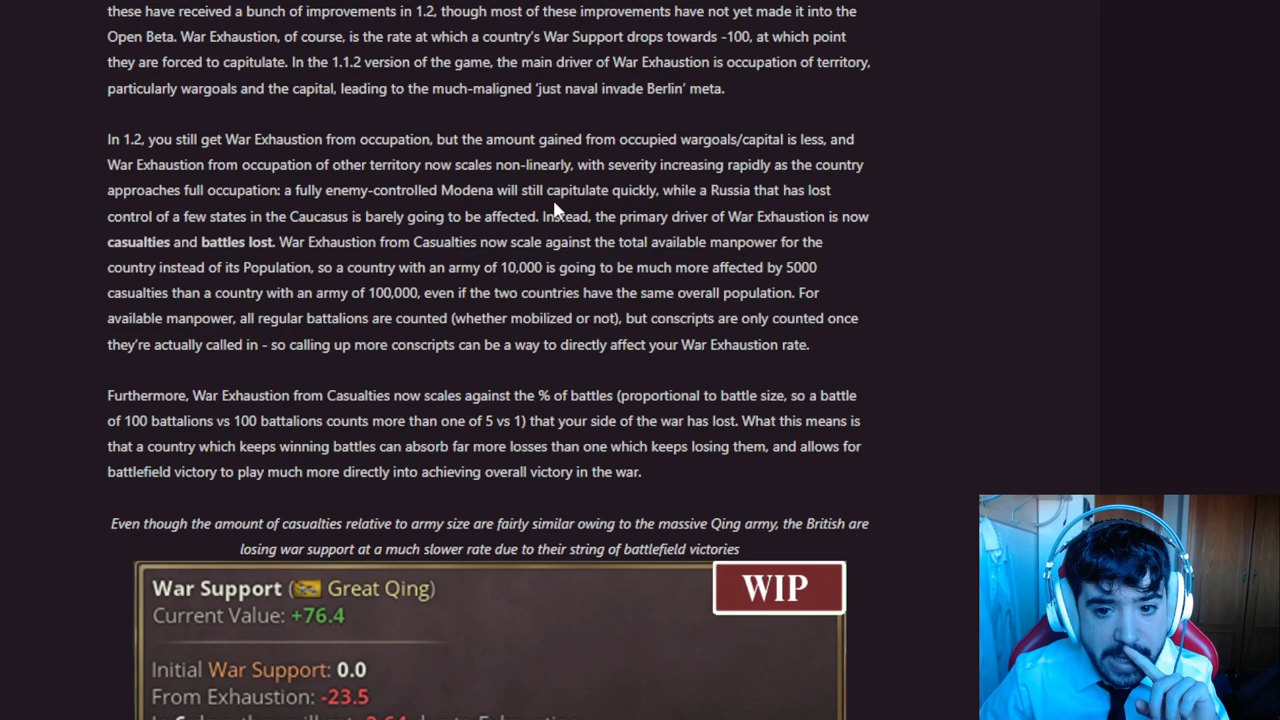 these have received a bunch of improvements in 1.2, though most of these improvements have not yet made it into the
Open Beta. War Exhaustion, of course, is the rate at which a country's War Support drops towards -100, at which point
they are forced to capitulate. In the 1.1.2 version of the game, the main driver of War Exhaustion is occupation of territory,
particularly wargoals and the capital, leading to the much-maligned ‘just naval invade Berlin’ meta.
In 1.2, you still get War Exhaustion from occupation, but the amount gained from occupied wargoals/capital is less, and
War Exhaustion from occupation of other territory now scales non-linearly, with severity increasing rapidly as the country
approaches full occupation: a fully enemy-controlled Modena will still capitulate quickly, while a Russia that has lost
control of a few states in the Caucasus is barely going to be affected. Instead, the primary driver of War Exhaustion is now
casualties and battles lost. War Exhaustion from Casualties now scale against the total available manpower for the
country instead of its Population, so a country with an army of 10,000 is going to be much more affected by 5000
casualties than a country with an army of 100,000, even if the two countries have the same overall population. For
available manpower, all regular battalions are counted (whether mobilized or not), but conscripts are only counted once
they're actually called in - so calling up more conscripts can be a way to directly affect your War Exhaustion rate.
Furthermore, War Exhaustion from Casualties now scales against the % of battles (proportional to battle size, so a battle
of 100 battalions vs 100 battalions counts more than one of 5 vs 1) that your side of the war has lost. What this means is
that a country which keeps winning battles can absorb far more losses than one which keeps losing them, and allows for
battlefield victory to play much more directly into achieving overall victory in the war.
Even though the amount of casualties relative to army size are fairly similar owing to the massive Qing army, the British are
losing war support at a much slower rate due to their string of battlefield victories
War Support (Great Qing)
WIP
Current Value: +76.4
Initial War Support: 0.0
From Exhaustion: -23.5